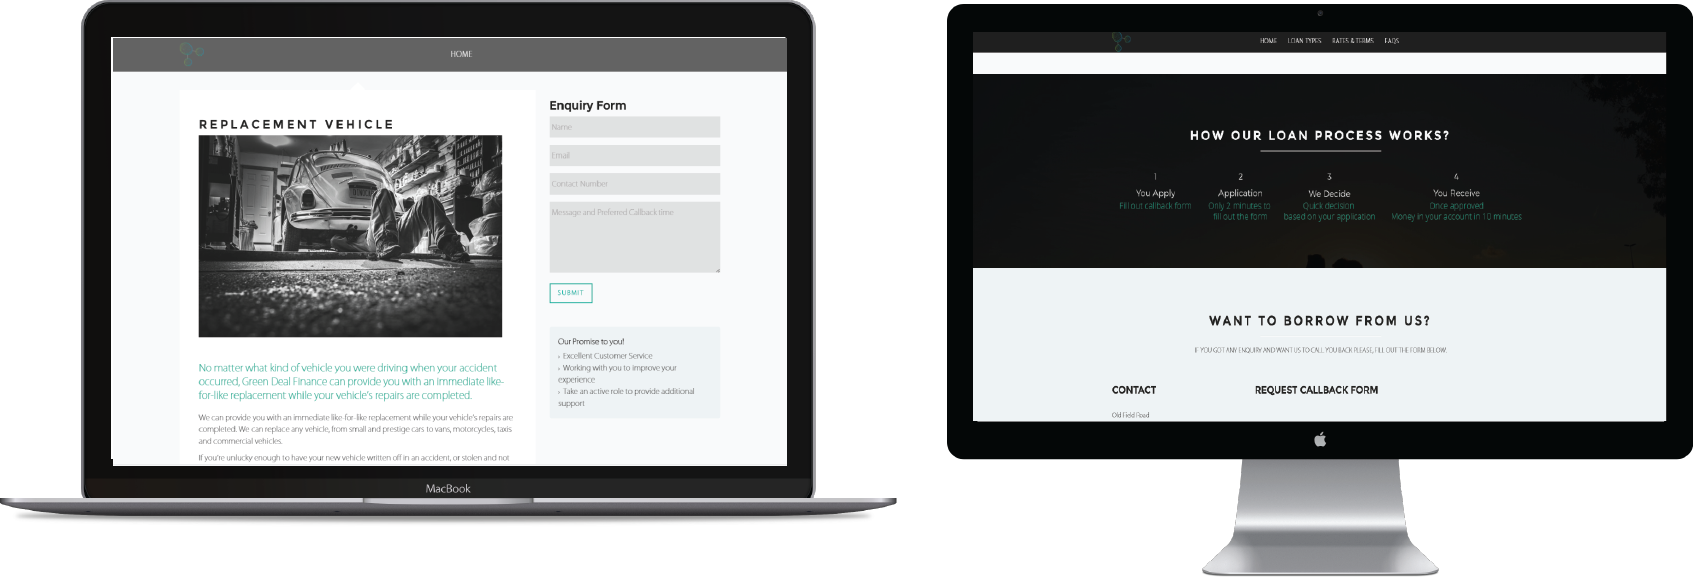 HOME
REPLACEMENT VEHICLE
No matter what kind of vehicle you were driving when your accident
occurred, Green Deal Finance can provide you with an immediate like-
for-like replacement while your vehicle's repairs are completed.
We can provide you with an immediate like-for-like replacement while your vehicle's repairs are
completed. We can replace any vehicle, from small and prestige cars to vans, motorcycles, taxis
and commercial vehicles.
If you're unlucky enough to have your new vehicle written off in an accident, or stolen and not
Enquiry Form
Name
Email
Contact Number
Message and Preferred Callback time
SUBMIT
Our Promise to you!
› Excellent Customer Service
› Working with you to improve your
experience
› Take an active role to provide additional
support
MacBook
HOME LOAN TYPES RATES & TERMS FAQS
HOW OUR LOAN PROCESS WORKS?
1
You Apply
Fill out callback form
2
Application
Only 2 minutes to
fill out the form
3
We Decide
Quick decision
based on your application
4
You Receive
Once approved
Money in your account in 10 minutes
WANT TO BORROW FROM US?
IF YOU GOT ANY ENQUIRY AND WANT US TO CALL YOU BACK PLEASE, FILL OUT THE FORM BELOW.
CONTACT
Old Field Road
REQUEST CALLBACK FORM